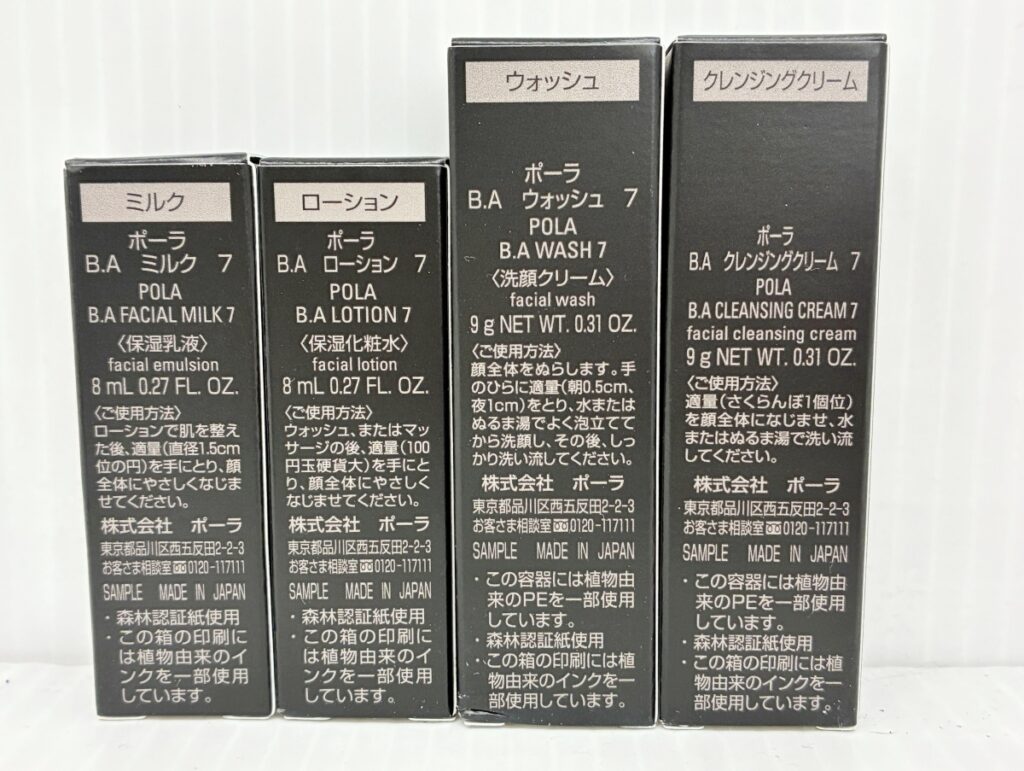 ミルク
ポーラ
B.A ミルク 7
POLA
B.A FACIAL MILK 7
〈保湿乳液〉
facial emulsion
8 mL 0.27 FL. OZ.
〈ご使用方法〉
ローションで肌を整え
た後、適量(直径1.5cm
位の円)を手にとり、顔
全体にやさしくなじま
せてください。
株式会社 ポーラ
東京都品川区西五反田2-2-3
お客さま相談室 0120-117111
SAMPLE MADE IN JAPAN
・森林認証紙使用
・この箱の印刷に
は植物由来のイ
ンクを一部使用
しています。
ローション
ポーラ
B.A ローション 7
POLA
B.A LOTION 7
〈保湿化粧水〉
facial lotion
8 mL 0.27 FL. OZ.
〈ご使用方法〉
ウォッシュ、またはマッ
サージの後、適量(100
円玉硬貨大)を手にと
り、顔全体にやさしく
なじませてください。
株式会社 ポーラ
東京都品川区西五反田2-2-3
お客さま相談室 0120-117111
SAMPLE MADE IN JAPAN
・森林認証紙使用
・この箱の印刷に
は植物由来のイ
ンクを一部使用
しています。
ウォッシュ
ポーラ
B.A ウォッシュ 7
POLA
B.A WASH 7
〈洗顔クリーム〉
facial wash
9 g NET WT. 0.31 OZ.
〈ご使用方法〉
顔全体をぬらします。手
のひらに適量(朝0.5cm、
夜1cm)をとり、水または
ぬるま湯でよく泡立てて
から洗顔し、その後、しっ
かり洗い流してください。
株式会社 ポーラ
東京都品川区西五反田2-2-3
お客さま相談室 0120-117111
SAMPLE MADE IN JAPAN
・この容器には植物由
来のPEを一部使用
しています。
・森林認証紙使用
・この箱の印刷には植
物由来のインクを一
部使用しています。
クレンジングクリーム
ポーラ
B.A クレンジングクリーム 7
POLA
B.A CLEANSING CREAM 7
facial cleansing cream
9 g NET WT. 0.31 OZ.
〈ご使用方法〉
適量(さくらんぼ1個位)
を顔全体になじませ、水
またはぬるま湯で洗い流
してください。
株式会社 ポーラ
東京都品川区西五反田2-2-3
お客さま相談室 0120-117111
SAMPLE MADE IN JAPAN
・この容器には植物由
来のPEを一部使用
しています。
・森林認証紙使用
・この箱の印刷には植
物由来のインクを一
部使用しています。